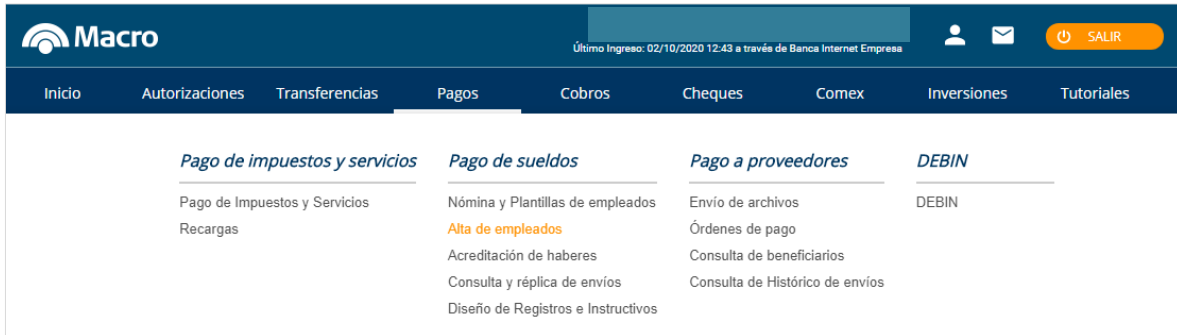 Macro
Último Ingreso: 02/10/2020 12:43 a través de Banca Internet Empresa
SALIR
Inicio Autorizaciones Transferencias Pagos Cobros Cheques Comex Inversiones Tutoriales
Pago de impuestos y servicios Pago de sueldos Pago a proveedores DEBIN
Pago de Impuestos y Servicios Nómina y Plantillas de empleados Envío de archivos DEBIN
Recargas Alta de empleados Órdenes de pago
Acreditación de haberes Consulta de beneficiarios
Consulta y réplica de envíos Consulta de Histórico de envíos
Diseño de Registros e Instructivos